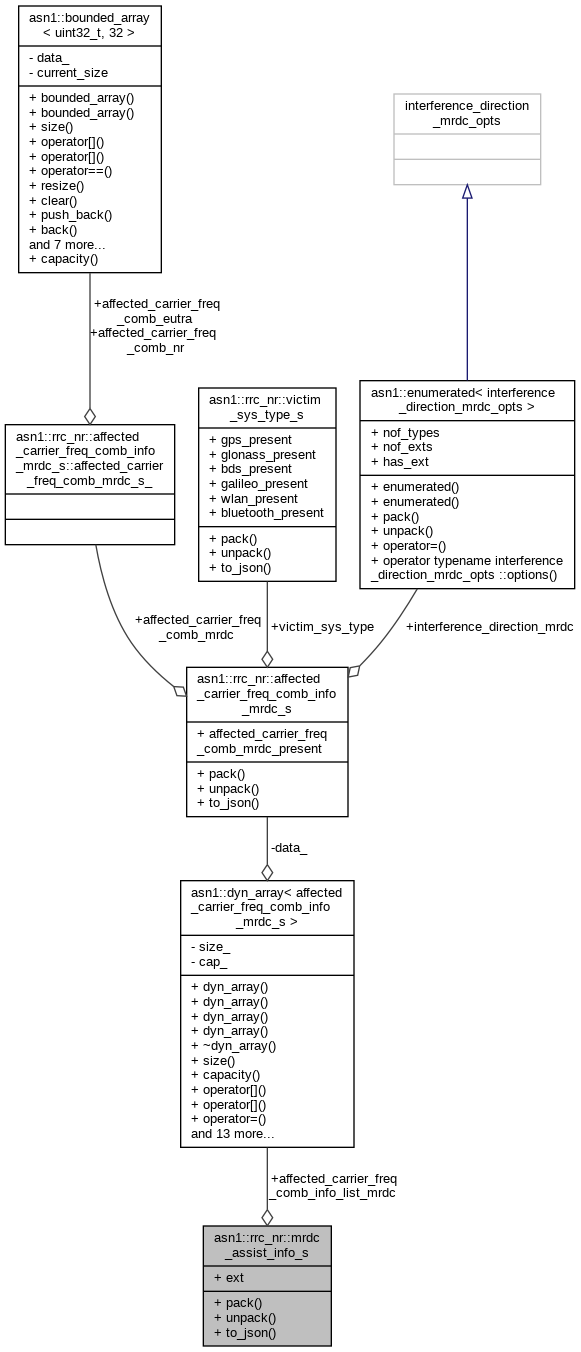 asn1::bounded_array
< uint32_t, 32 >
- data_
- current_size
+ bounded_array()
+ bounded_array()
+ size()
+ operator[]()
+ operator[]()
+ operator==()
+ resize()
+ clear()
+ push_back()
+ back()
and 7 more...
+ capacity()
interference_direction
_mrdc_opts
+affected_carrier_freq
_comb_eutra
+affected_carrier_freq
_comb_nr
asn1::rrc_nr::affected
_carrier_freq_comb_info
_mrdc_s::affected_carrier
_freq_comb_mrdc_s_
asn1::rrc_nr::victim
_sys_type_s
+ gps_present
+ glonass_present
+ bds_present
+ galileo_present
+ wlan_present
+ bluetooth_present
+ pack()
+ unpack()
+ to_json()
asn1::enumerated< interference
_direction_mrdc_opts >
+ nof_types
+ nof_exts
+ has_ext
+ enumerated()
+ enumerated()
+ pack()
+ unpack()
+ operator=()
+ operator typename interference
_direction_mrdc_opts ::options()
+affected_carrier_freq
_comb_mrdc
+victim_sys_type
+interference_direction_mrdc
asn1::rrc_nr::affected
_carrier_freq_comb_info
_mrdc_s
+ affected_carrier_freq
_comb_mrdc_present
+ pack()
+ unpack()
+ to_json()
-data_
asn1::dyn_array< affected
_carrier_freq_comb_info
_mrdc_s >
- size_
- cap_
+ dyn_array()
+ dyn_array()
+ dyn_array()
+ dyn_array()
+ ~dyn_array()
+ size()
+ capacity()
+ operator[]()
+ operator[]()
+ operator=()
and 13 more...
+affected_carrier_freq
_comb_info_list_mrdc
asn1::rrc_nr::mrdc
_assist_info_s
+ ext
+ pack()
+ unpack()
+ to_json()